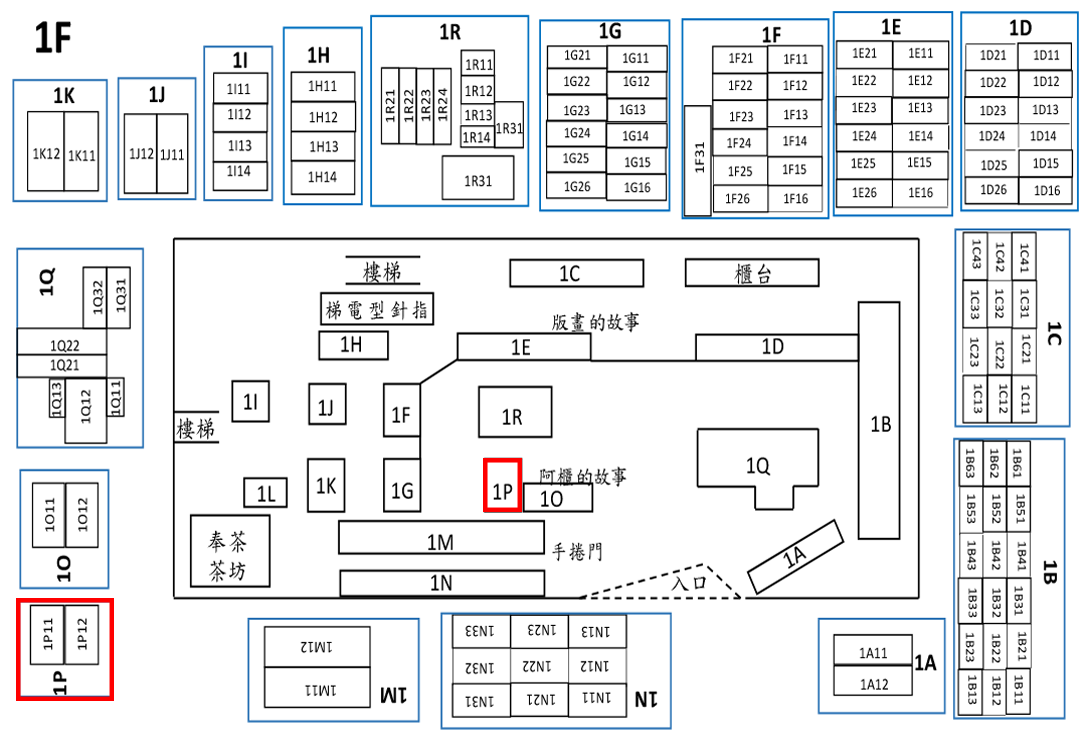 1F
1K
1K12 1K11
1J
1J12 1J11
1I
1I11
1I12
1I13
1I14
1H
1H11
1H12
1H13
1H14
1R
1R21 1R22 1R23 1R24
1R11
1R12
1R13
1R14
1R31
1R31
1G
1G21 1G11
1G22 1G12
1G23 1G13
1G24 1G14
1G25 1G15
1G26 1G16
1F
1F31
1F21 1F11
1F22 1F12
1F23 1F13
1F24 1F14
1F25 1F15
1F26 1F16
1E
1E21 1E11
1E22 1E12
1E23 1E13
1E24 1E14
1E25 1E15
1E26 1E16
1D
1D21 1D11
1D22 1D12
1D23 1D13
1D24 1D14
1D25 1D15
1D26 1D16
1Q
1Q32 1Q31
1Q22
1Q21
1Q13 1Q12 1Q11
1O
1O11 1O12
1P
1P11 1P12
樓梯
梯電型針指
1H
1C
櫃台
版畫的故事
1E
1D
1I
1J
1F
1R
1B
樓梯
1L
1K
1G
1P
阿櫃的故事
1O
1Q
奉茶
茶坊
1M
手捲門
1N
入口
1A
1C
1C43 1C42 1C41
1C33 1C32 1C31
1C23 1C22 1C21
1C13 1C12 1C11
1B
1B63 1B62 1B61
1B53 1B52 1B51
1B43 1B42 1B41
1B33 1B32 1B31
1B23 1B22 1B21
1B13 1B12 1B11
1M12
1M11
1M
1N33 1N23 1N13
1N32 1N22 1N12
1N31 1N21 1N11
1N
1A11
1A12
1A